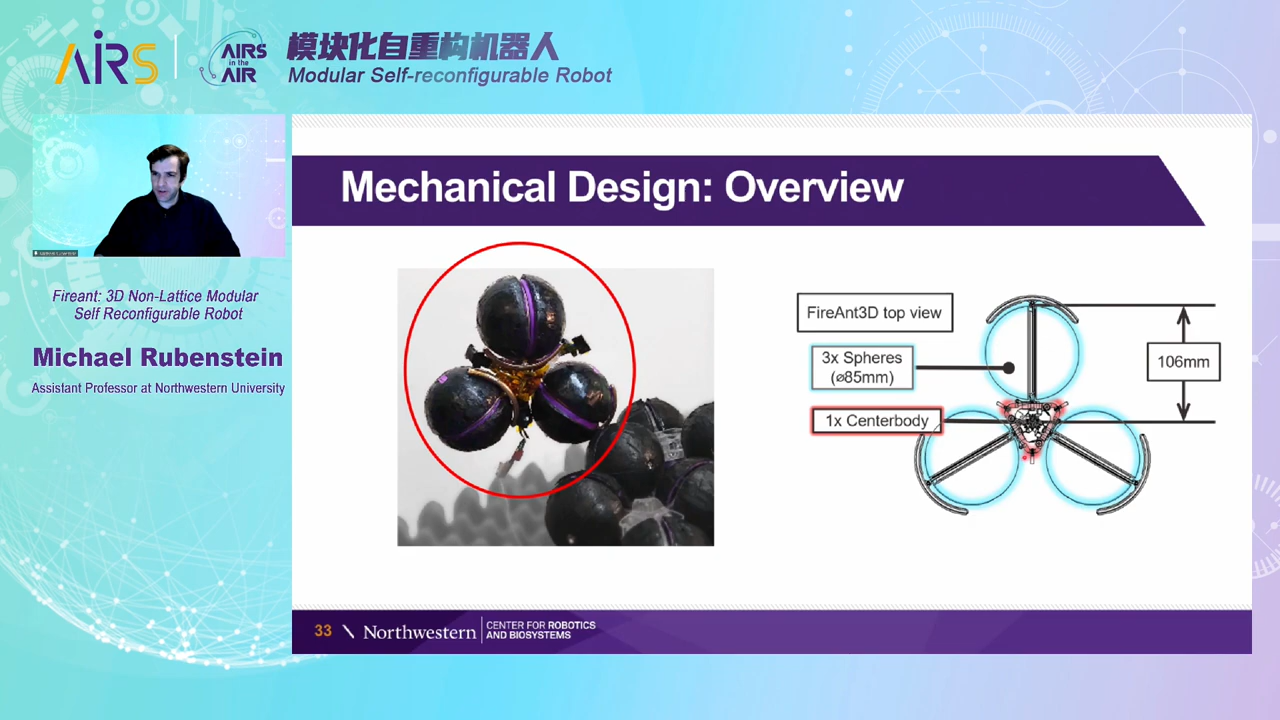 AIRS
AIRS
in the
AIR
模块化自重构机器人
Modular Self-reconfigurable Robot
Fireant: 3D Non-Lattice Modular
Self Reconfigurable Robot
Michael Rubenstein
Assistant Professor at Northwestern University
Mechanical Design: Overview
FireAnt3D top view
3x Spheres
(⌀85mm)
1x Centerbody
106mm
33
Northwestern
CENTER FOR ROBOTICS
AND BIOSYSTEMS